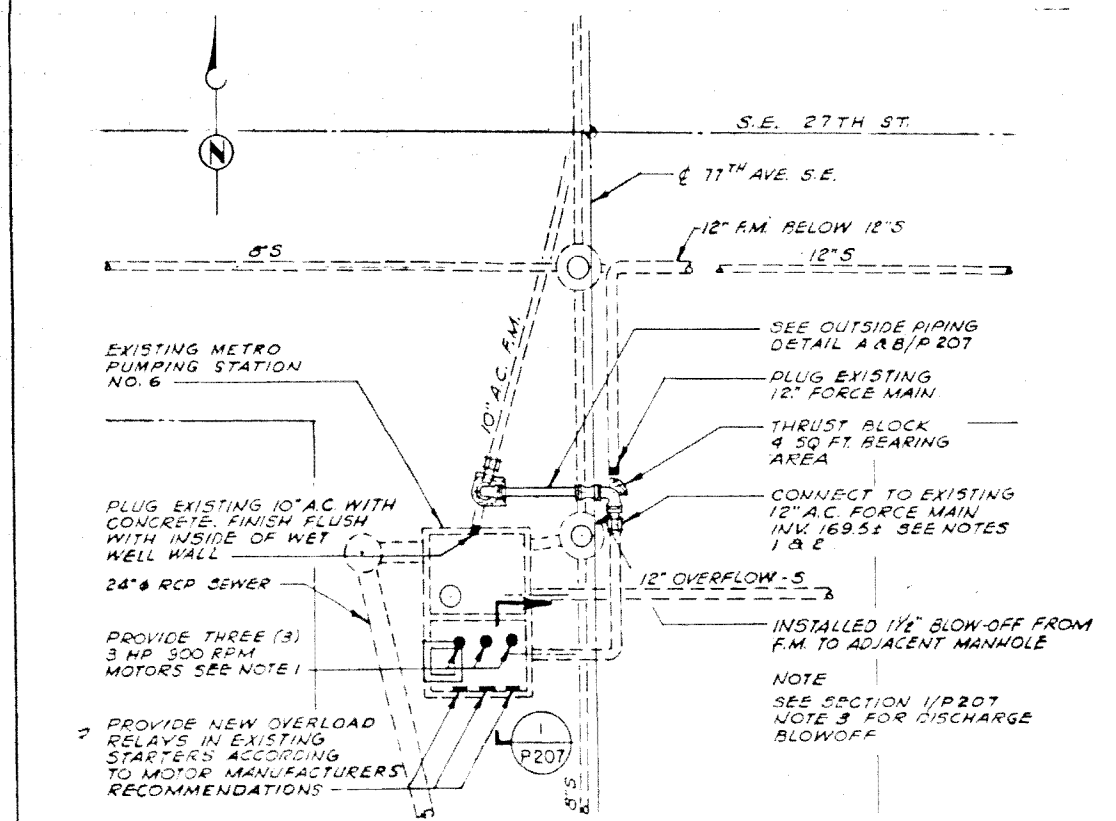 N
S.E. 27TH ST.
℄ 77TH AVE. S.E.
12" F.M. BELOW 12"S
8"S
12"S
10" A.C. F.M.
EXISTING METRO
PUMPING STATION
NO. 6
SEE OUTSIDE PIPING
DETAIL A & B/P207
PLUG EXISTING
12" FORCE MAIN
THRUST BLOCK
4 SQ FT. BEARING
AREA
PLUG EXISTING 10" A.C. WITH
CONCRETE. FINISH FLUSH
WITH INSIDE OF WET
WELL WALL
CONNECT TO EXISTING
12" A.C. FORCE MAIN
INV. 169.5± SEE NOTES
1 & 2
24"ϕ RCP SEWER
12" OVERFLOW-S
INSTALLED 1½" BLOW-OFF FROM
F.M. TO ADJACENT MANHOLE
PROVIDE THREE (3)
3 HP 900 RPM
MOTORS SEE NOTE 1
NOTE
SEE SECTION 1/P207
NOTE 3 FOR DISCHARGE
BLOWOFF
PROVIDE NEW OVERLOAD
RELAYS IN EXISTING
STARTERS ACCORDING
TO MOTOR MANUFACTURERS
RECOMMENDATIONS
1
P207
8"S